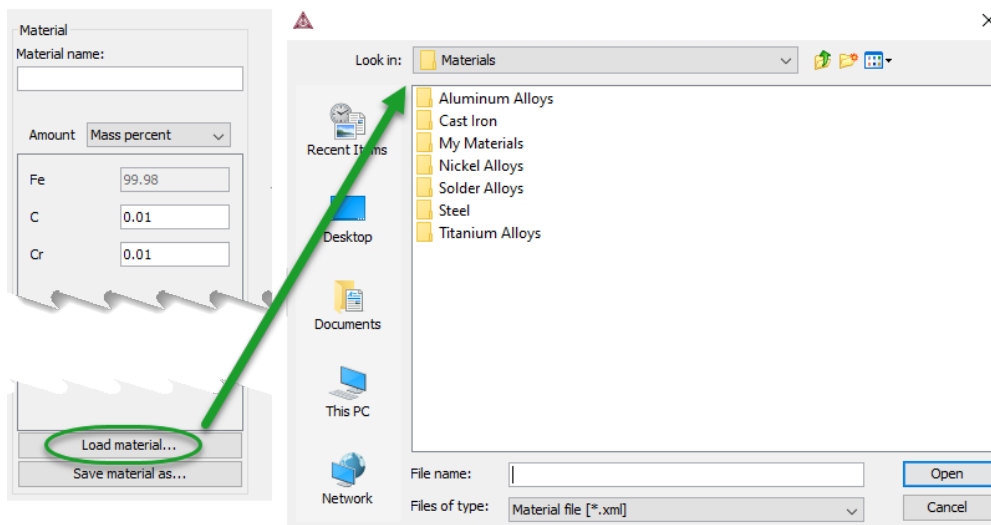 Material
Material name:
Amount Mass percent
Fe 99.98
C 0.01
Cr 0.01
Load material...
Save material as...
Look in: Materials
Recent Items
Desktop
Documents
This PC
Network
Aluminum Alloys
Cast Iron
My Materials
Nickel Alloys
Solder Alloys
Steel
Titanium Alloys
File name:
Open
Files of type: Material file [*.xml]
Cancel